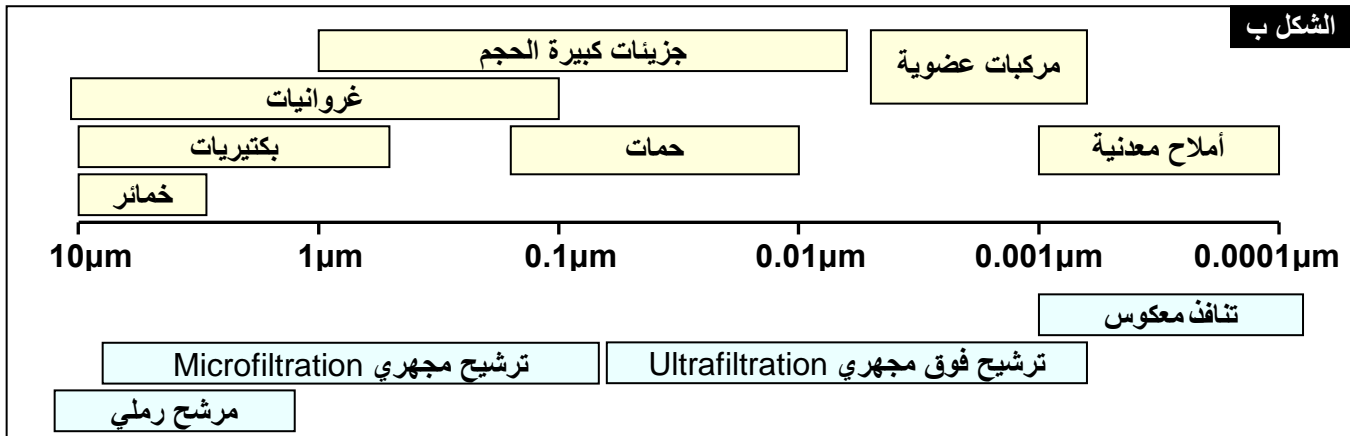 الشكل ب
جزيئات كبيرة الحجم
مركبات عضوية
غروانيات
بكتيريات
حمات
أملاح معدنية
خمائر
10µm 1µm 0.1µm 0.01µm 0.001µm 0.0001µm
تنافذ معكوس
ترشيح مجهري Microfiltration
ترشيح فوق مجهري Ultrafiltration
مرشح رملي